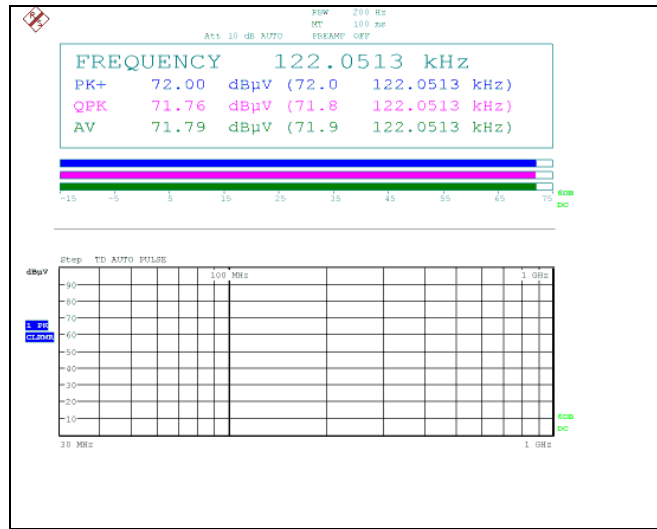 RBW 200 Hz
MT 100 ms
Att 10 dB AUTO PREAMP OFF
FREQUENCY 122.0513 kHz
PK+ 72.00 dBµV (72.0 122.0513 kHz)
QPK 71.76 dBµV (71.8 122.0513 kHz)
AV 71.79 dBµV (71.9 122.0513 kHz)
-15 -5 5 15 25 35 45 55 65 75
6DB
DC
Step TD AUTO PULSE
dBµV
100 MHz 1 GHz
90
80
70
1 PK
CLRWR
60
50
40
30
20
10
6DB
DC
30 MHz 1 GHz